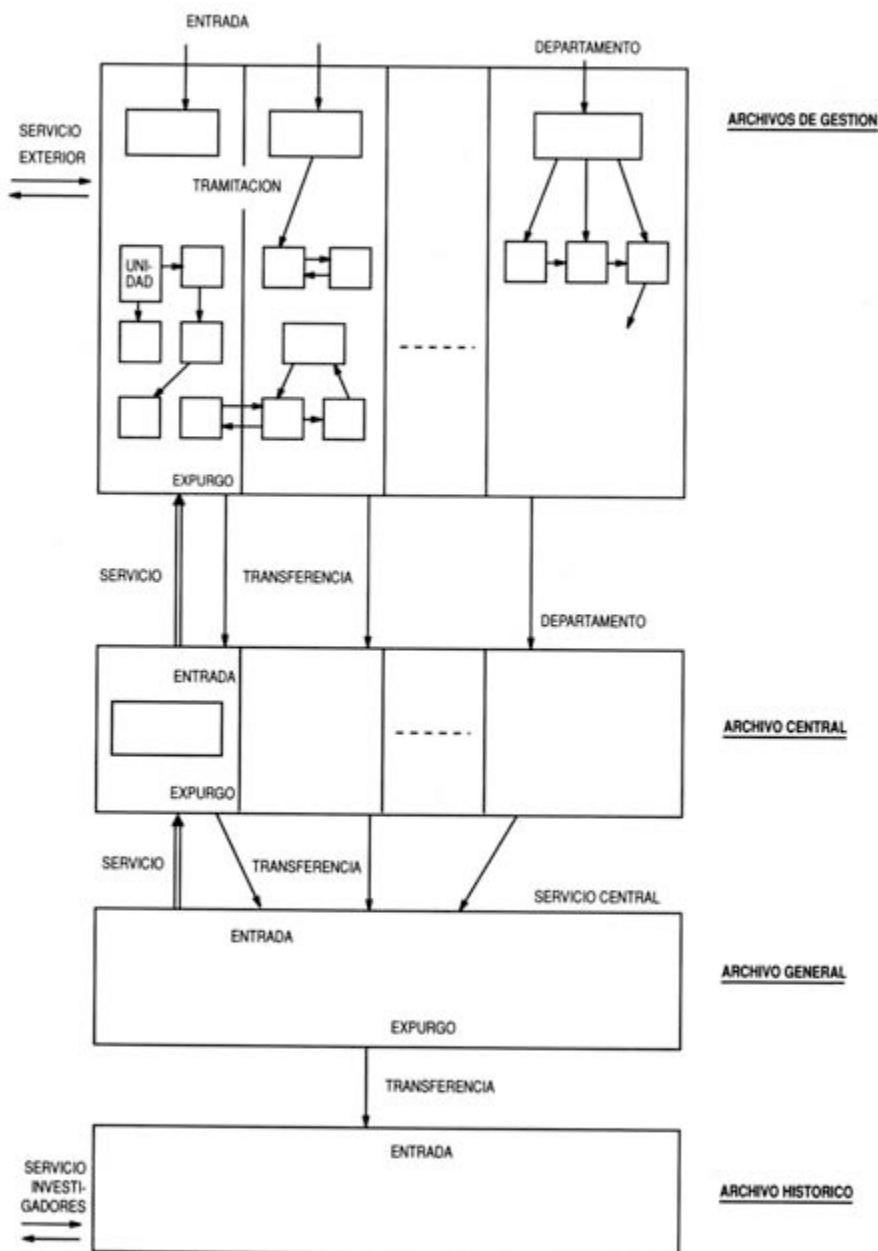 ENTRADA
DEPARTAMENTO
ARCHIVOS DE GESTION
SERVICIO
EXTERIOR
TRAMITACION
UNI-
DAD
EXPURGO
SERVICIO
TRANSFERENCIA
DEPARTAMENTO
ENTRADA
ARCHIVO CENTRAL
EXPURGO
SERVICIO
TRANSFERENCIA
SERVICIO CENTRAL
ENTRADA
ARCHIVO GENERAL
EXPURGO
TRANSFERENCIA
ENTRADA
SERVICIO
INVESTI-
GADORES
ARCHIVO HISTORICO